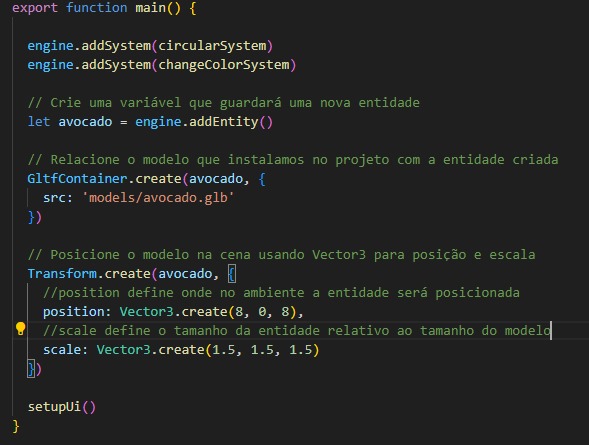 export function main() {
engine.addSystem(circularSystem)
engine.addSystem(changeColorSystem)
// Crie uma variável que guardará uma nova entidade
let avocado = engine.addEntity()
// Relacione o modelo que instalamos no projeto com a entidade criada
GltfContainer.create(avocado, {
src: 'models/avocado.glb'
})
// Posicione o modelo na cena usando Vector3 para posição e escala
Transform.create(avocado, {
//position define onde no ambiente a entidade será posicionada
position: Vector3.create(8, 0, 8),
//scale define o tamanho da entidade relativo ao tamanho do modelo
scale: Vector3.create(1.5, 1.5, 1.5)
})
setupUi()
}